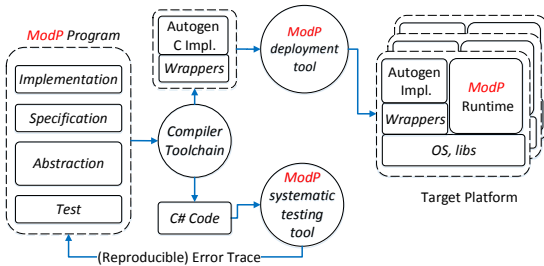 ModP Program
Implementation
Specification
Abstraction
Test
Compiler
Toolchain
Autogen
C Impl.
Wrappers
C# Code
ModP
deployment
tool
ModP
systematic
testing
tool
(Reproducible) Error Trace
Autogen
Impl.
Wrappers
ModP
Runtime
OS, libs
Target Platform